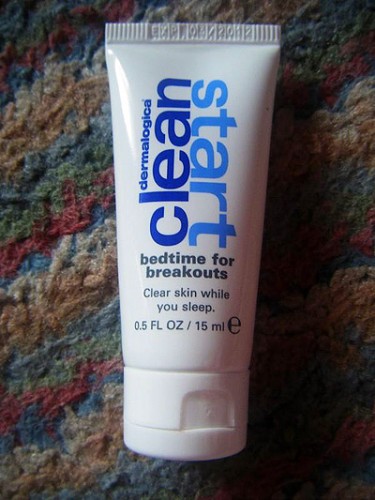 dermalogica
clean
start
bedtime for
breakouts
Clear skin while
you sleep.
0.5 FL OZ / 15 ml e